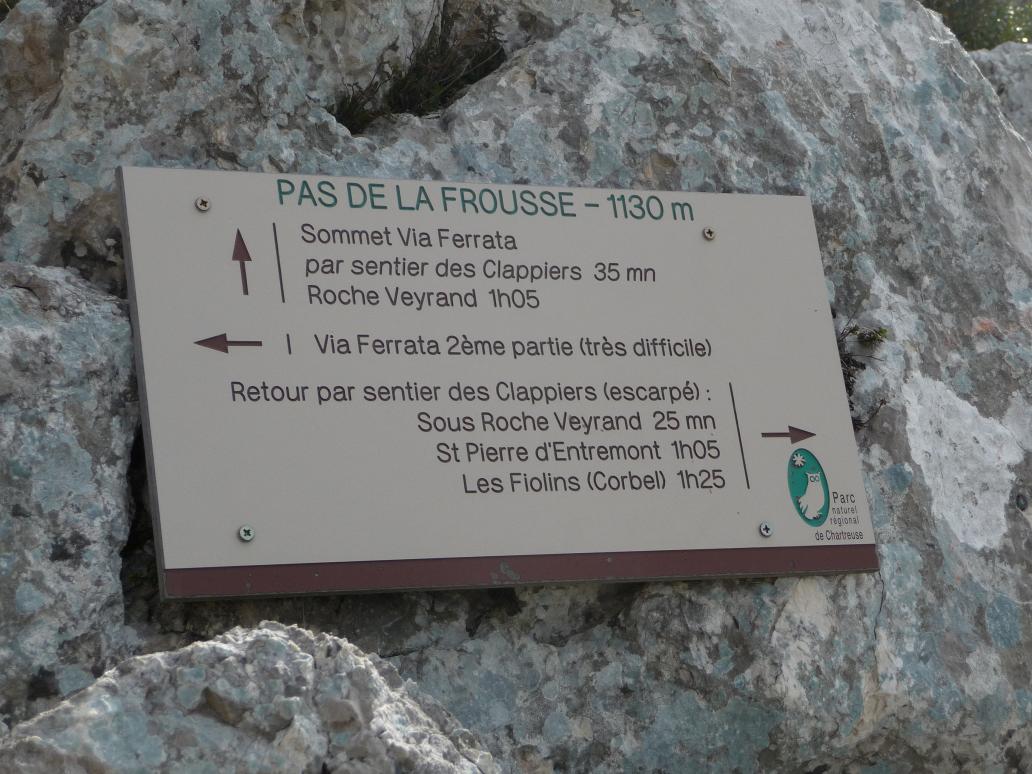 PAS DE LA FROUSSE – 1130 m
Sommet Via Ferrata
par sentier des Clappiers 35 mn
Roche Veyrand 1h05
Via Ferrata 2ème partie (très difficile)
Retour par sentier des Clappiers (escarpé) :
Sous Roche Veyrand 25 mn
St Pierre d'Entremont 1h05
Les Fiolins (Corbel) 1h25
Parc
naturel
régional
de Chartreuse